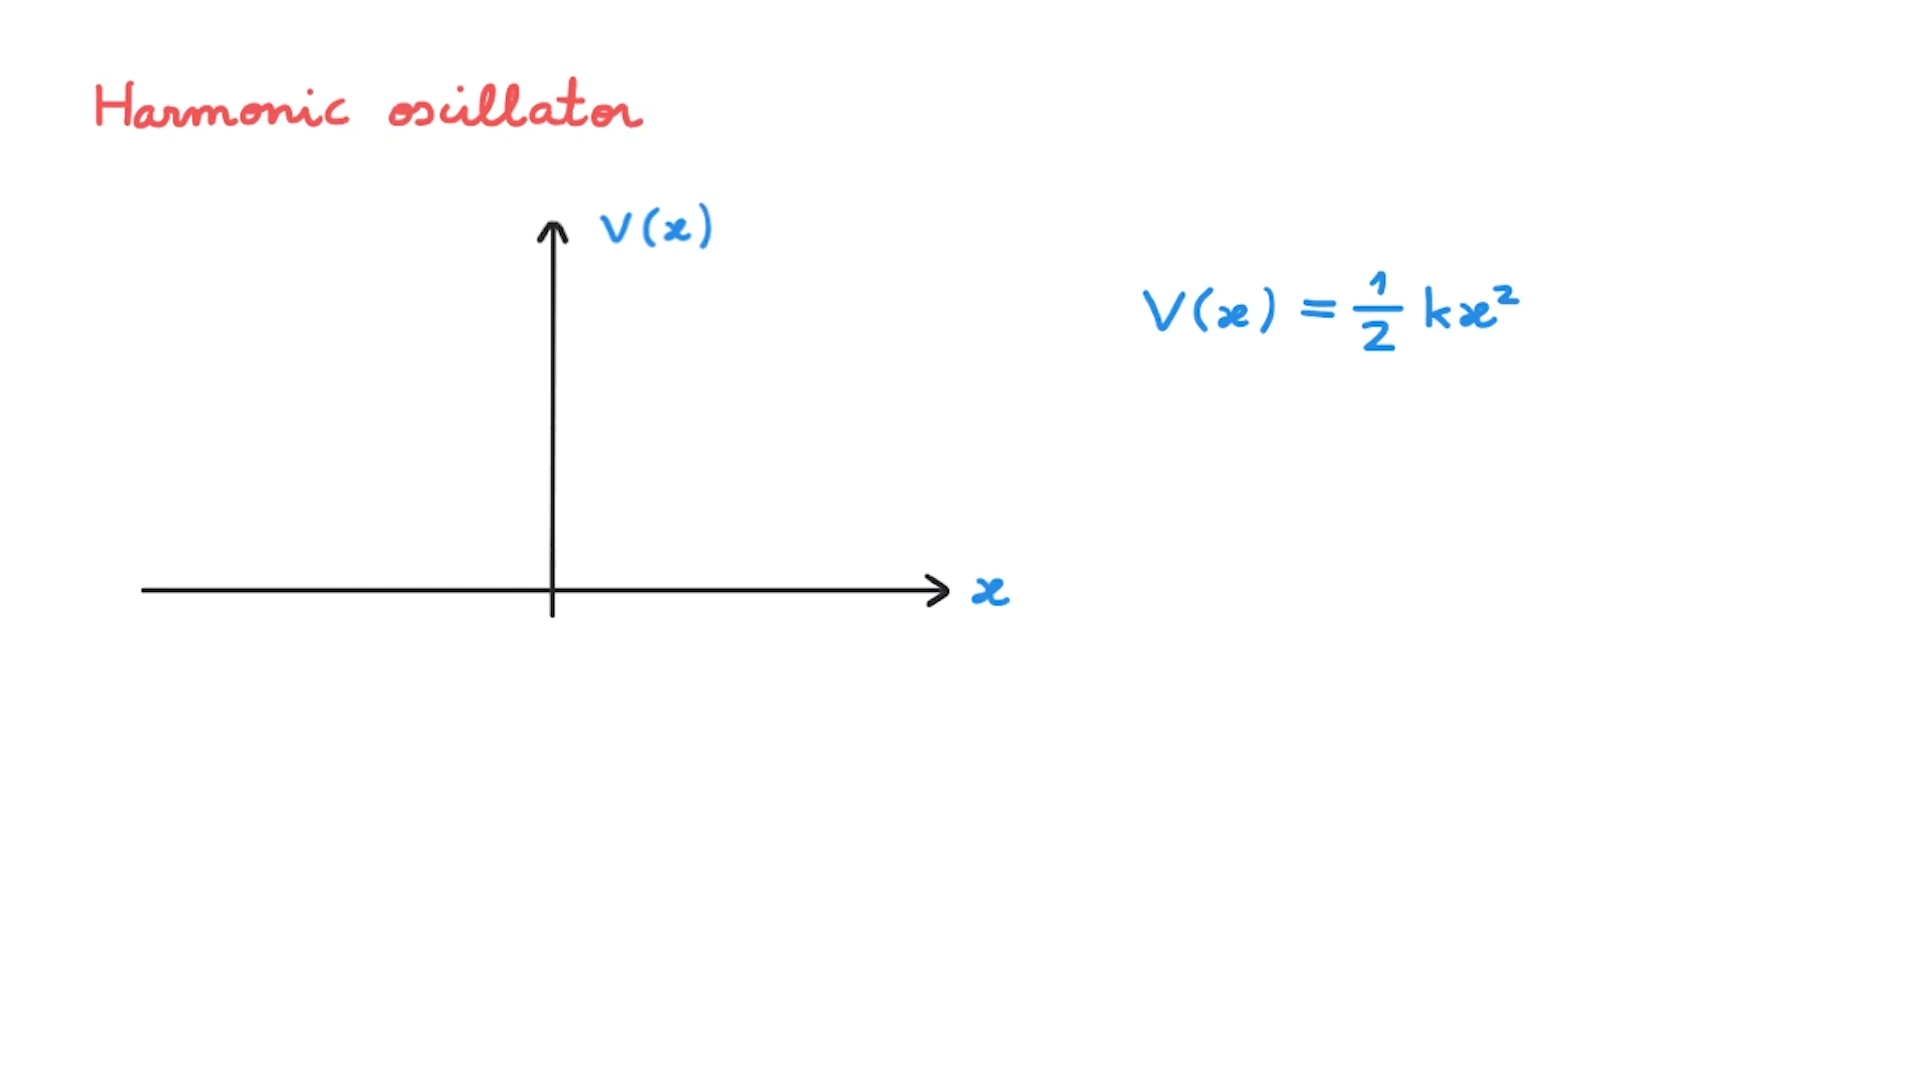 Harmonic oscillator
V(x)
V(x) = 1/2 kx²
x